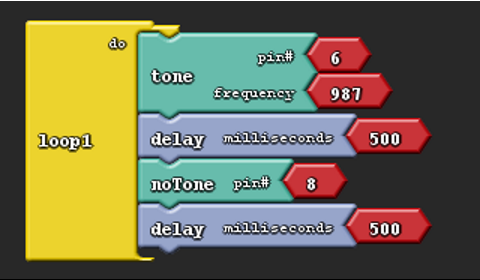 do
pin# 6
tone
frequency 987
loop1
delay milliseconds 500
noTone pin# 8
delay milliseconds 500